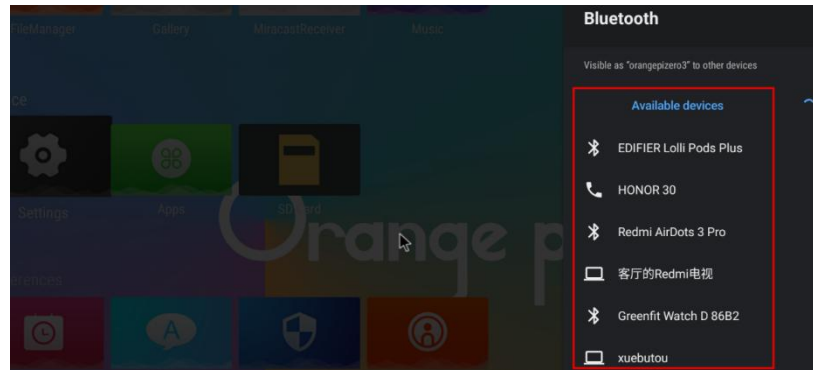 FileManager
Gallery
MiracastReceiver
Music
ce
Settings
Apps
SDcard
Orange p
erences
Bluetooth
Visible as "orangepizero3" to other devices
Available devices
EDIFIER Lolli Pods Plus
HONOR 30
Redmi AirDots 3 Pro
客厅的Redmi电视
Greenfit Watch D 86B2
xuebutou